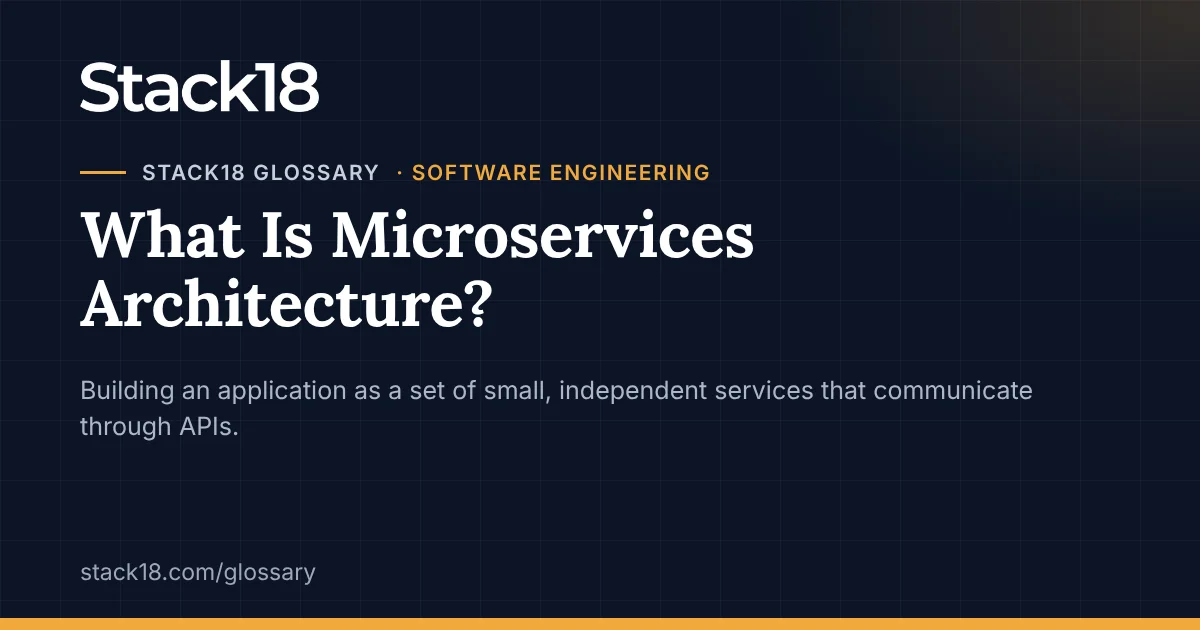 Stack18
STACK18 GLOSSARY · SOFTWARE ENGINEERING
What Is Microservices
Architecture?
Building an application as a set of small, independent services that communicate
through APIs.
stack18.com/glossary